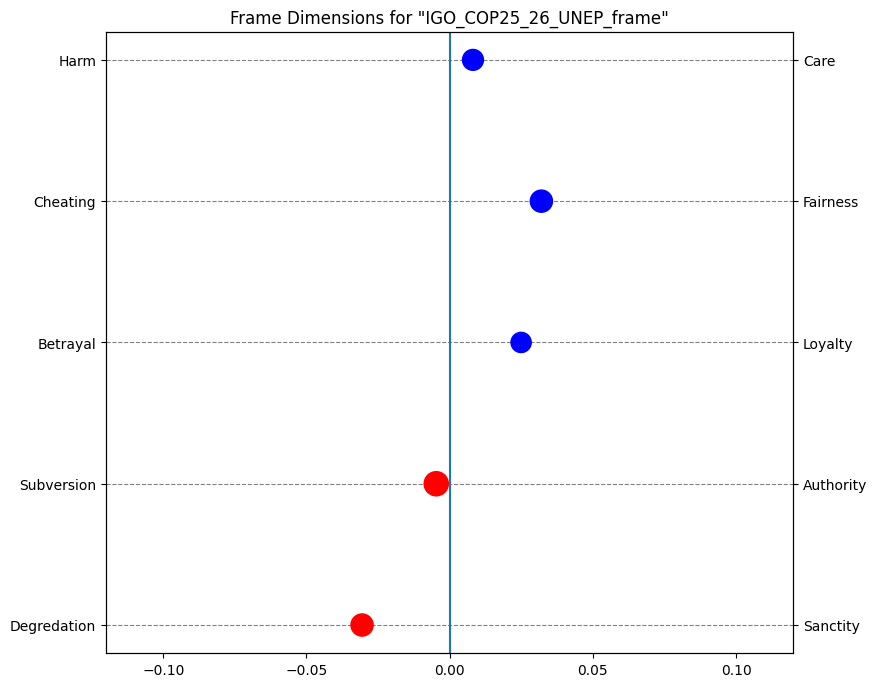 Frame Dimensions for "IGO_COP25_26_UNEP_frame"
Harm
Care
Cheating
Fairness
Betrayal
Loyalty
Subversion
Authority
Degredation
Sanctity
−0.10
−0.05
0.00
0.05
0.10